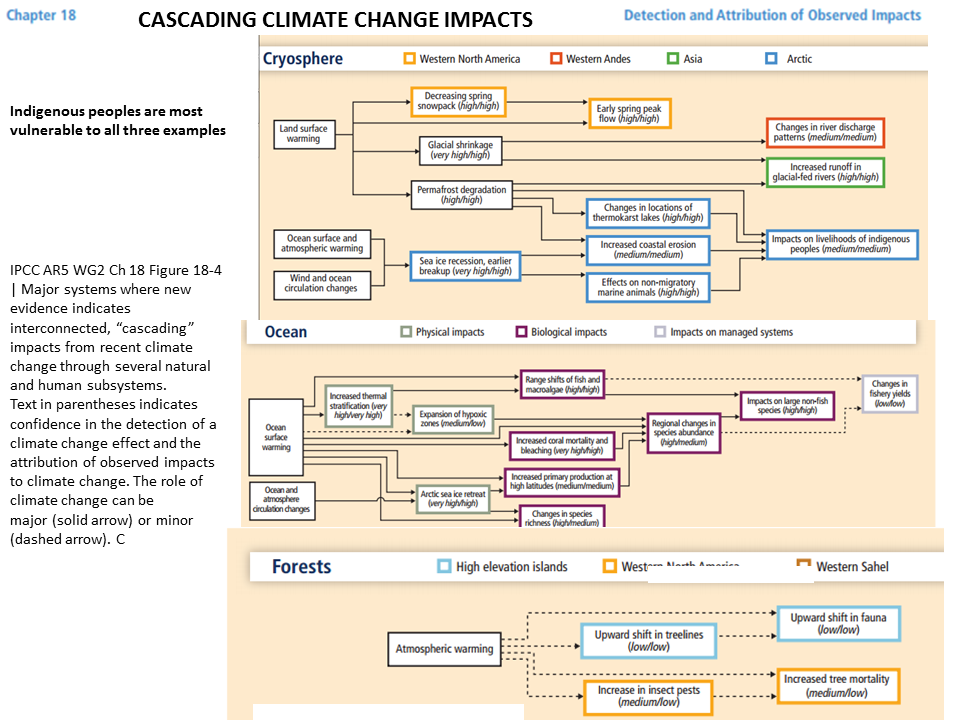 Chapter 18
CASCADING CLIMATE CHANGE IMPACTS
Detection and Attribution of Observed Impacts
Indigenous peoples are most
vulnerable to all three examples
IPCC AR5 WG2 Ch 18 Figure 18-4
| Major systems where new
evidence indicates
interconnected, “cascading”
impacts from recent climate
change through several natural
and human subsystems.
Text in parentheses indicates
confidence in the detection of a
climate change effect and the
attribution of observed impacts
to climate change. The role of
climate change can be
major (solid arrow) or minor
(dashed arrow). C
Cryosphere
Western North America
Western Andes
Asia
Arctic
Land surface
warming
Decreasing spring
snowpack (high/high)
Early spring peak
flow (high/high)
Glacial shrinkage
(very high/high)
Changes in river discharge
patterns (medium/medium)
Increased runoff in
glacial-fed rivers (high/high)
Permafrost degradation
(high/high)
Changes in locations of
thermokarst lakes (high/high)
Ocean surface and
atmospheric warming
Wind and ocean
circulation changes
Sea ice recession, earlier
breakup (very high/high)
Increased coastal erosion
(medium/medium)
Effects on non-migratory
marine animals (high/high)
Impacts on livelihoods of indigenous
peoples (medium/medium)
Ocean
Physical impacts
Biological impacts
Impacts on managed systems
Ocean
surface
warming
Increased thermal
stratification (very
high/very high)
Range shifts of fish and
macroalgae (high/high)
Expansion of hypoxic
zones (medium/low)
Increased coral mortality and
bleaching (very high/high)
Regional changes in
species abundance
(high/medium)
Impacts on large non-fish
species (high/high)
Changes in
fishery yields
(low/low)
Ocean and
atmosphere
circulation changes
Arctic sea ice retreat
(very high/high)
Increased primary production at
high latitudes (medium/medium)
Changes in species
richness (high/medium)
Forests
High elevation islands
Western North America
Western Sahel
Atmospheric warming
Upward shift in treelines
(low/low)
Upward shift in fauna
(low/low)
Increase in insect pests
(medium/low)
Increased tree mortality
(medium/low)